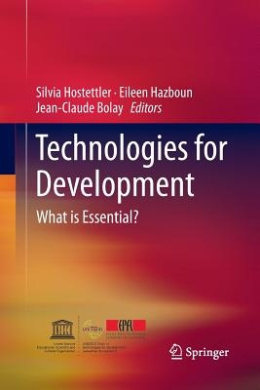 Silvia Hostettler · Eileen Hazboun
Jean-Claude Bolay Editors
Technologies for
Development
What is Essential?
Springer